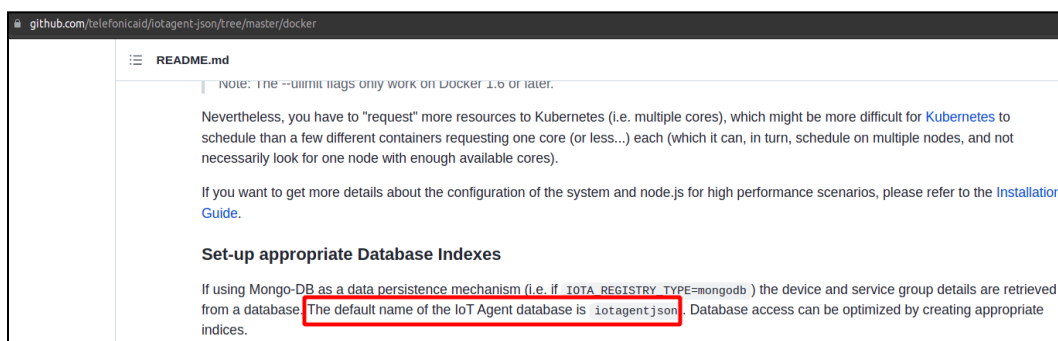 github.com/telefonicaid/iotagent-json/tree/master/docker
README.md
Note: The --ulimit flags only work on Docker 1.6 or later.
Nevertheless, you have to "request" more resources to Kubernetes (i.e. multiple cores), which might be more difficult for Kubernetes to
schedule than a few different containers requesting one core (or less...) each (which it can, in turn, schedule on multiple nodes, and not
necessarily look for one node with enough available cores).
If you want to get more details about the configuration of the system and node.js for high performance scenarios, please refer to the Installation
Guide.
Set-up appropriate Database Indexes
If using Mongo-DB as a data persistence mechanism (i.e. if IOTA_REGISTRY_TYPE=mongodb ) the device and service group details are retrieved
from a database. The default name of the IoT Agent database is iotagentjson . Database access can be optimized by creating appropriate
indices.